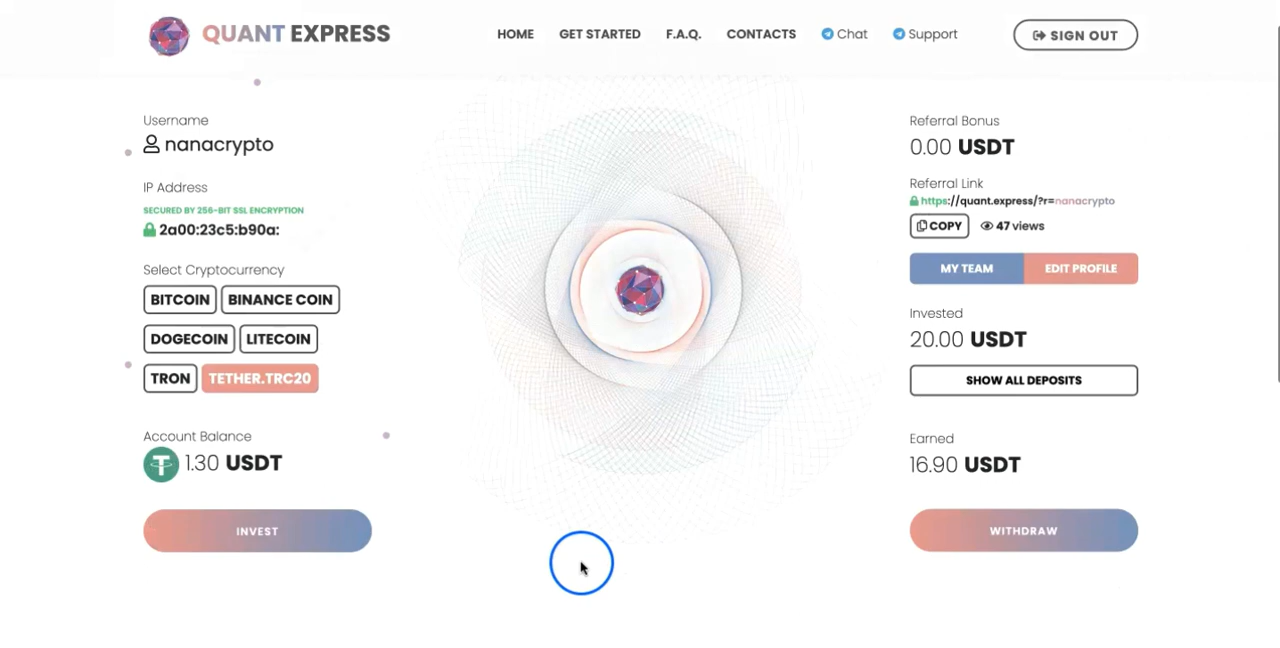 QUANT EXPRESS
HOME GET STARTED F.A.Q. CONTACTS Chat Support SIGN OUT
Username
nanacrypto
IP Address
SECURED BY 256-BIT SSL ENCRYPTION
2a00:23c5:b90a:
Select Cryptocurrency
BITCOIN BINANCE COIN
DOGECOIN LITECOIN
TRON TETHER.TRC20
Account Balance
1.30 USDT
INVEST
Referral Bonus
0.00 USDT
Referral Link
https://quant.express/?r=nanacrypto
COPY 47 views
MY TEAM EDIT PROFILE
Invested
20.00 USDT
SHOW ALL DEPOSITS
Earned
16.90 USDT
WITHDRAW